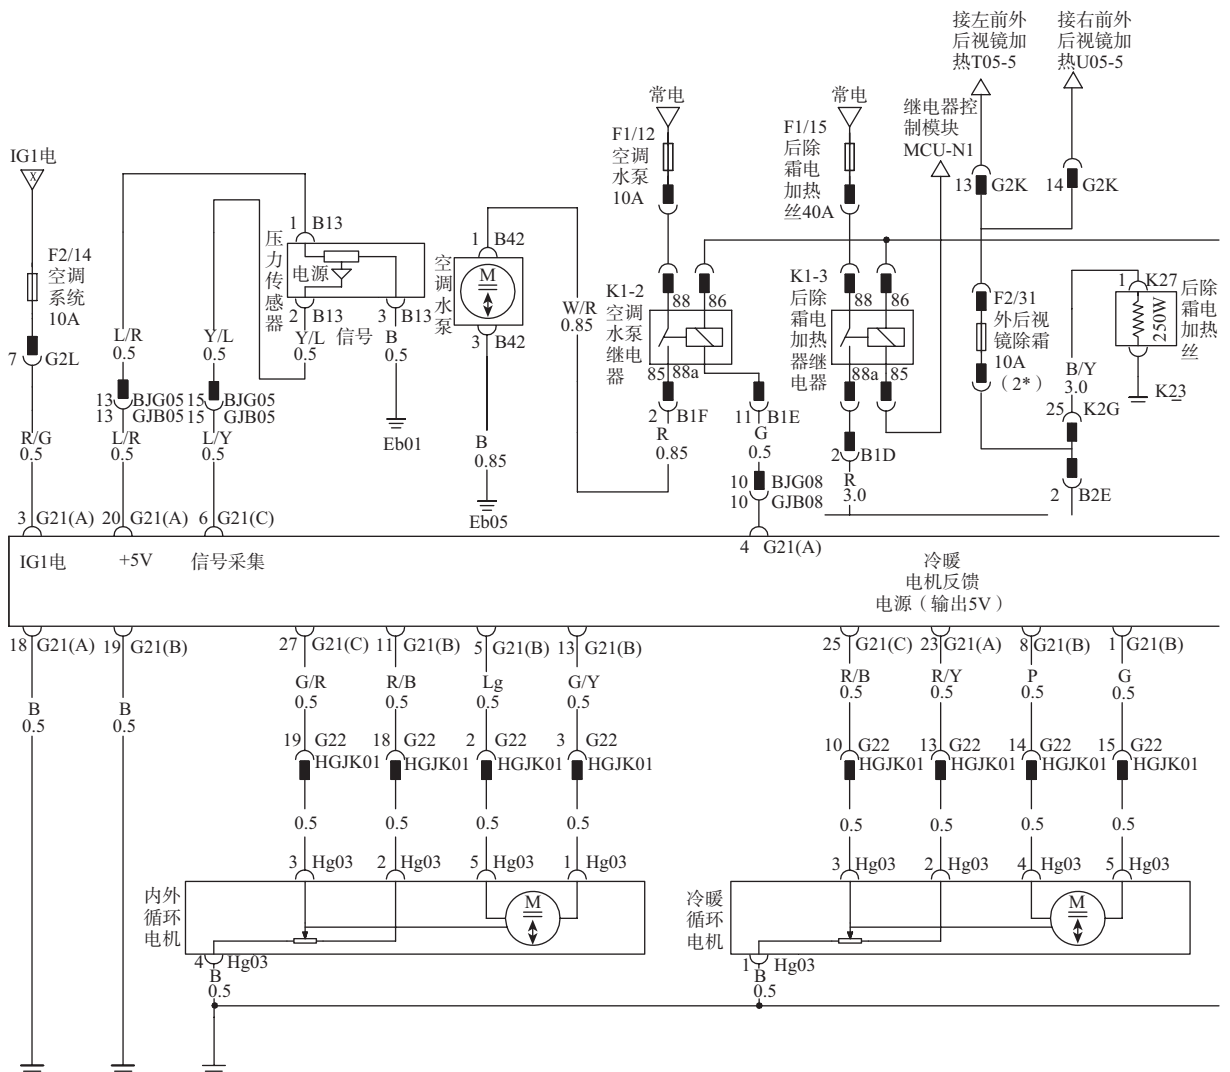 接左前外
后视镜加
热T05-5
接右前外
后视镜加
热U05-5
常电
常电
继电器控
制模块
MCU-N1
F1/12
空调
水泵
10A
F1/15
后除
霜电
加热
丝40A
IG1电
X
13 G2K
14 G2K
1 B13
压力传感器
电源
2 B13
信号
3 B13
F2/14
空调
系统
10A
空调水泵
1 B42
M
3 B42
W/R
0.85
K1-2
空调
水泵
继电
器
88 86
85 88a
K1-3
后除
霜电
加热
器继
电器
88 86
88a 85
F2/31
外后视
镜除霜
10A
（2*）
1 K27
250W
后除
霜电
加热
丝
K23
L/R
0.5
Y/L
0.5
Y/L
0.5
B
0.5
7 G2L
13 BJG05
13 GJB05
15 BJG05
15 GJB05
Eb01
2 B1F
11 B1E
B/Y
3.0
25 K2G
R/G
0.5
L/R
0.5
L/Y
0.5
B
0.85
R
0.85
G
0.5
2 B1D
R
3.0
10 BJG08
10 GJB08
2 B2E
Eb05
3 G21(A)
20 G21(A)
6 G21(C)
4 G21(A)
IG1电
+5V
信号采集
冷暖
电机反馈
电源（输出5V）
18 G21(A)
19 G21(B)
27 G21(C)
11 G21(B)
5 G21(B)
13 G21(B)
25 G21(C)
23 G21(A)
8 G21(B)
1 G21(B)
B
0.5
B
0.5
G/R
0.5
R/B
0.5
Lg
0.5
G/Y
0.5
R/B
0.5
R/Y
0.5
P
0.5
G
0.5
19 G22
HGJK01
18 G22
HGJK01
2 G22
HGJK01
3 G22
HGJK01
10 G22
HGJK01
13 G22
HGJK01
14 G22
HGJK01
15 G22
HGJK01
0.5 0.5 0.5 0.5 0.5 0.5 0.5 0.5
3 Hg03
2 Hg03
5 Hg03
1 Hg03
3 Hg03
2 Hg03
4 Hg03
5 Hg03
内外
循环
电机
M
冷暖
循环
电机
M
4 Hg03
B
0.5
1 Hg03
B
0.5